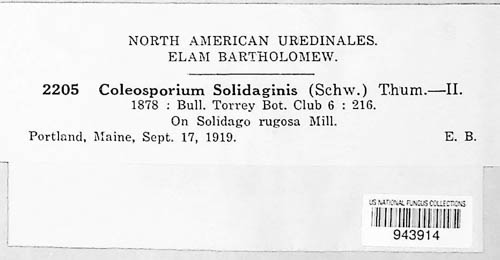 NORTH AMERICAN UREDINALES.
ELAM BARTHOLOMEW.
2205 Coleosporium Solidaginis (Schw.) Thum.—II.
1878 : Bull. Torrey Bot. Club 6 : 216.
On Solidago rugosa Mill.
Portland, Maine, Sept. 17, 1919. E. B.
US NATIONAL FUNGUS COLLECTIONS
943914